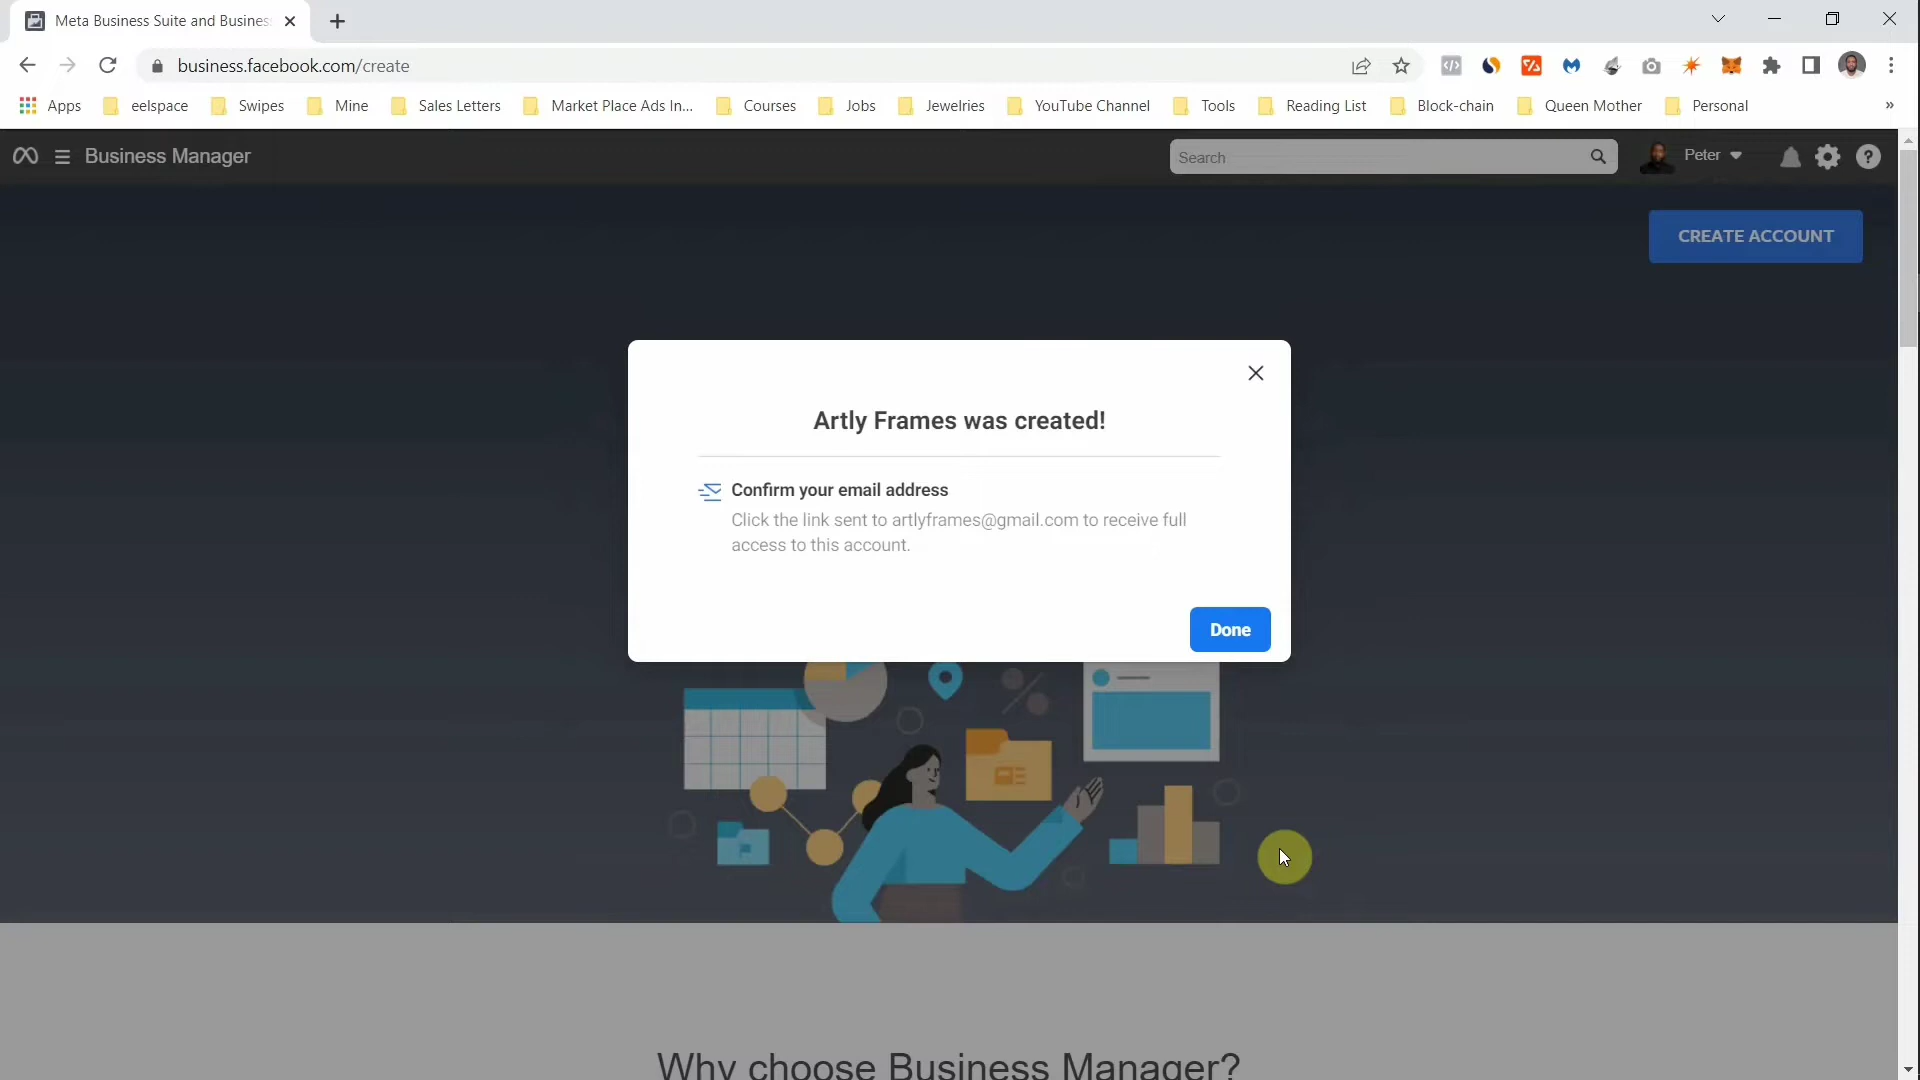 Meta Business Suite and Busines
business.facebook.com/create
Apps eelspace Swipes Mine Sales Letters Market Place Ads In... Courses Jobs Jewelries YouTube Channel Tools Reading List Block-chain Queen Mother Personal »
Business Manager Search Peter
CREATE ACCOUNT
Artly Frames was created!
Confirm your email address
Click the link sent to artlyframes@gmail.com to receive full
access to this account.
Done
Why choose Business Manager?